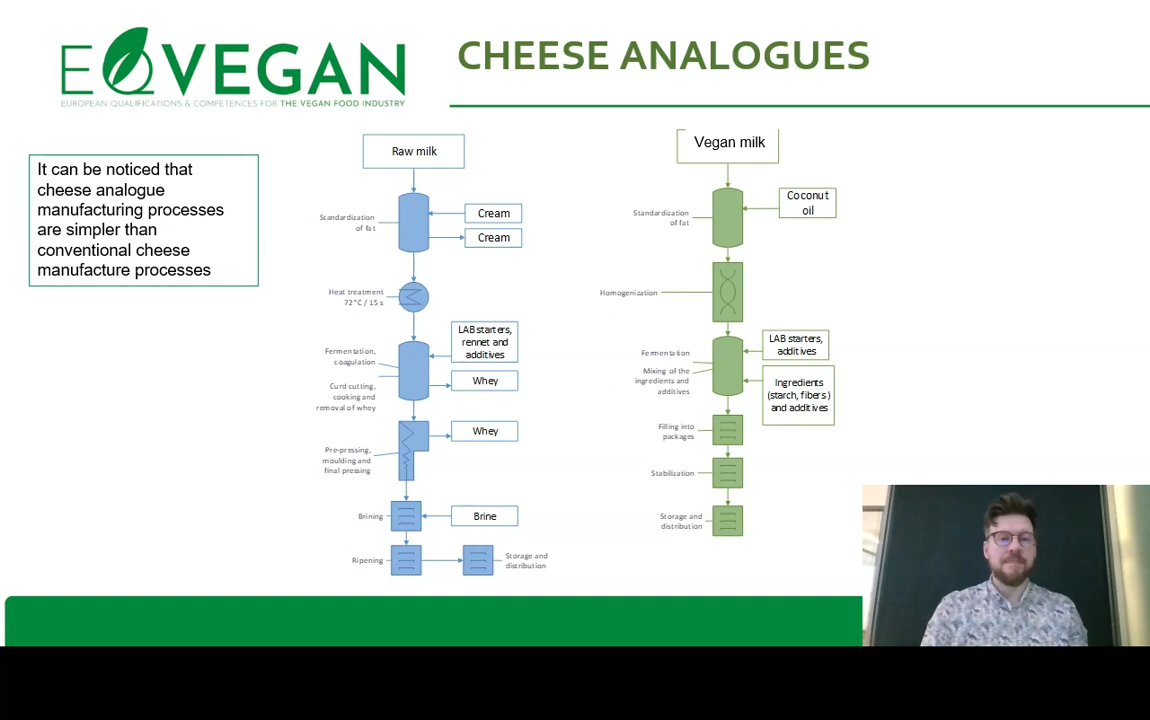 EQVEGAN
EUROPEAN QUALIFICATIONS & COMPETENCES FOR THE VEGAN FOOD INDUSTRY
CHEESE ANALOGUES
It can be noticed that
cheese analogue
manufacturing processes
are simpler than
conventional cheese
manufacture processes
Raw milk
Standardization
of fat
Cream
Cream
Heat treatment
72°C / 15 s
LAB starters,
rennet and
additives
Fermentation,
coagulation
Curd cutting,
cooking and
removal of whey
Whey
Whey
Pre-pressing,
moulding and
final pressing
Brining
Brine
Ripening
Storage and
distribution
Vegan milk
Standardization
of fat
Coconut
oil
Homogenization
LAB starters,
additives
Fermentation
Mixing of the
ingredients and
additives
Ingredients
(starch, fibers)
and additives
Filling into
packages
Stabilization
Storage and
distribution